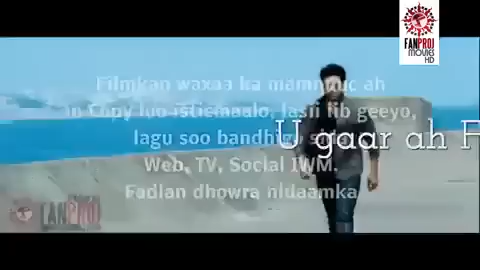 FANPROJ
MOVIES
HD
Filmkan waxaa ka mamnuuc ah
in Copy loo isticmaalo, lasii iib geeyo,
lagu soo bandhigo
Web, TV, Social IWM.
Fadlan dhowra nidaamka
U gaar ah F
FANPROJ